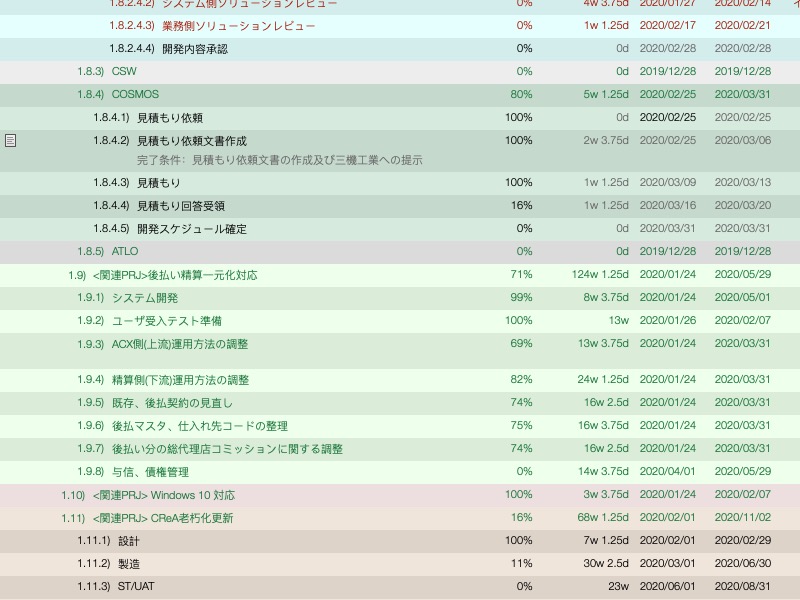 1.8.2.4.2) システム側ソリューションレビュー 0% 4w 3.75d 2020/01/27 2020/02/14
1.8.2.4.3) 業務側ソリューションレビュー 0% 1w 1.25d 2020/02/17 2020/02/21
1.8.2.4.4) 開発内容承認 0% 0d 2020/02/28 2020/02/28
1.8.3) CSW 0% 0d 2019/12/28 2019/12/28
1.8.4) COSMOS 80% 5w 1.25d 2020/02/25 2020/03/31
1.8.4.1) 見積もり依頼 100% 0d 2020/02/25 2020/02/25
1.8.4.2) 見積もり依頼文書作成 100% 2w 3.75d 2020/02/25 2020/03/06
完了条件：見積もり依頼文書の作成及び三機工業への提示
1.8.4.3) 見積もり 100% 1w 1.25d 2020/03/09 2020/03/13
1.8.4.4) 見積もり回答受領 16% 1w 1.25d 2020/03/16 2020/03/20
1.8.4.5) 開発スケジュール確定 0% 0d 2020/03/31 2020/03/31
1.8.5) ATLO 0% 0d 2019/12/28 2019/12/28
1.9) <関連PRJ>後払い精算一元化対応 71% 124w 1.25d 2020/01/24 2020/05/29
1.9.1) システム開発 99% 8w 3.75d 2020/01/24 2020/05/01
1.9.2) ユーザ受入テスト準備 100% 13w 2020/01/26 2020/02/07
1.9.3) ACX側(上流)運用方法の調整 69% 13w 3.75d 2020/01/24 2020/03/31
1.9.4) 精算側(下流)運用方法の調整 82% 24w 1.25d 2020/01/24 2020/03/31
1.9.5) 既存、後払契約の見直し 74% 16w 2.5d 2020/01/24 2020/03/31
1.9.6) 後払マスタ、仕入れ先コードの整理 75% 16w 3.75d 2020/01/24 2020/03/31
1.9.7) 後払い分の総代理店コミッションに関する調整 74% 16w 2.5d 2020/01/24 2020/03/31
1.9.8) 与信、債権管理 0% 14w 3.75d 2020/04/01 2020/05/29
1.10) <関連PRJ> Windows 10 対応 100% 3w 3.75d 2020/01/24 2020/02/07
1.11) <関連PRJ> CReA老朽化更新 16% 68w 1.25d 2020/02/01 2020/11/02
1.11.1) 設計 100% 7w 1.25d 2020/02/01 2020/02/29
1.11.2) 製造 11% 30w 2.5d 2020/03/01 2020/06/30
1.11.3) ST/UAT 0% 23w 2020/06/01 2020/08/31